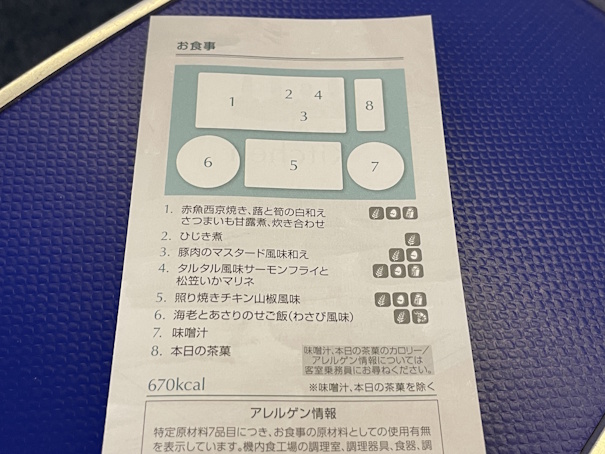 お食事
1
2
4
3
8
6
5
7
1. 赤魚西京焼き、蕗と筍の白和え
さつまいも甘露煮、炊き合わせ
2. ひじき煮
3. 豚肉のマスタード風味和え
4. タルタル風味サーモンフライと
松笠いかマリネ
5. 照り焼きチキン山椒風味
6. 海老とあさりのせご飯(わさび風味)
7. 味噌汁
8. 本日の茶菓
味噌汁、本日の茶菓のカロリー/
アレルゲン情報については
客室乗務員にお尋ねください。
670kcal
※味噌汁、本日の茶菓を除く
アレルゲン情報
特定原材料7品目につき、お食事の原材料としての使用有無
を表示しています。機内食工場の調理室、調理器具、食器、調